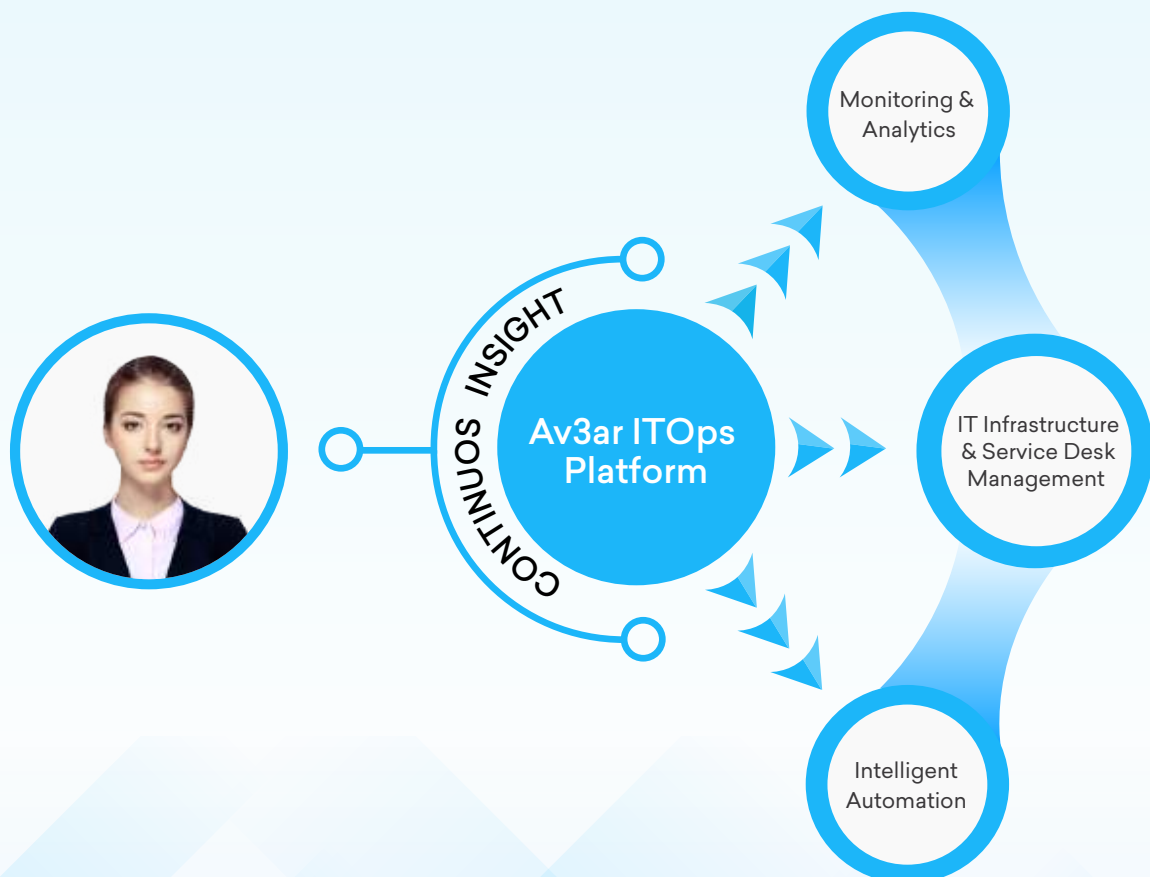 Monitoring &
Analytics
CONTINUOS INSIGHT
Av3ar ITOps
Platform
IT Infrastructure
& Service Desk
Management
Intelligent
Automation